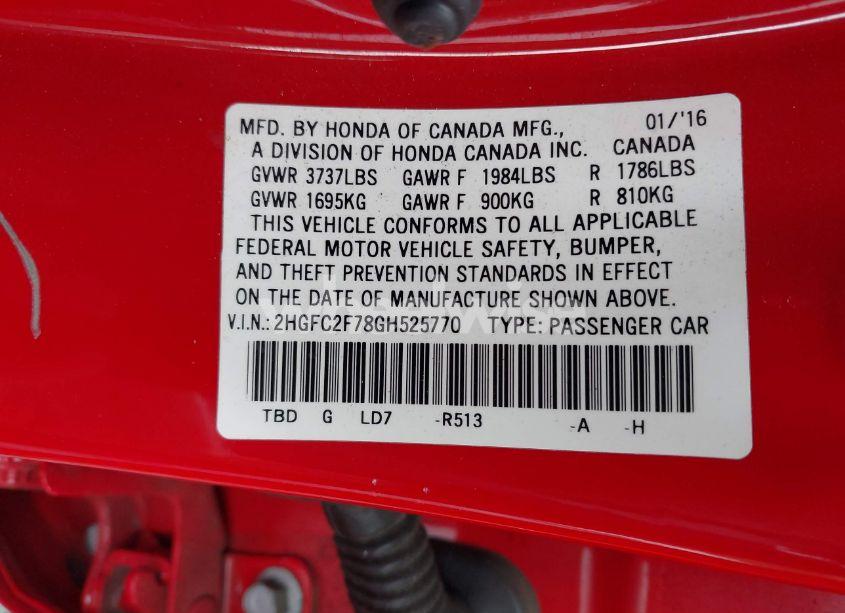 MFD. BY HONDA OF CANADA MFG., 01/'16
A DIVISION OF HONDA CANADA INC. CANADA
GVWR 3737LBS GAWR F 1984LBS R 1786LBS
GVWR 1695KG GAWR F 900KG R 810KG
THIS VEHICLE CONFORMS TO ALL APPLICABLE
FEDERAL MOTOR VEHICLE SAFETY, BUMPER,
AND THEFT PREVENTION STANDARDS IN EFFECT
ON THE DATE OF MANUFACTURE SHOWN ABOVE.
V.I.N.: 2HGFC2F78GH525770 TYPE: PASSENGER CAR
TBD G LD7 -R513 -A -H